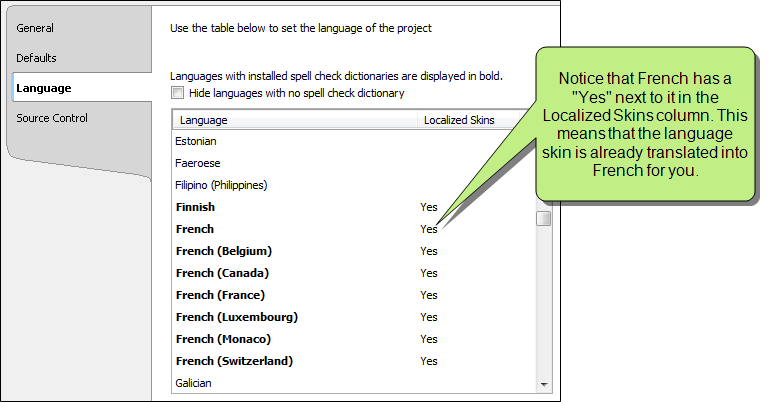 General
Defaults
Language
Source Control
Use the table below to set the language of the project
Languages with installed spell check dictionaries are displayed in bold.
Hide languages with no spell check dictionary
Language Localized Skins
Estonian
Faeroese
Filipino (Philippines)
Finnish Yes
French Yes
French (Belgium) Yes
French (Canada) Yes
French (France) Yes
French (Luxembourg) Yes
French (Monaco) Yes
French (Switzerland) Yes
Galician
Notice that French has a
"Yes" next to it in the
Localized Skins column. This
means that the language
skin is already translated into
French for you.